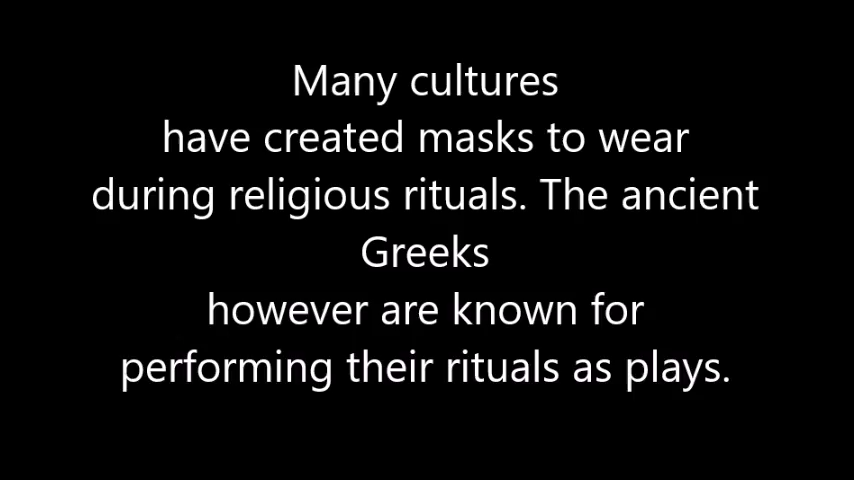 Many cultures
have created masks to wear
during religious rituals. The ancient
Greeks
however are known for
performing their rituals as plays.